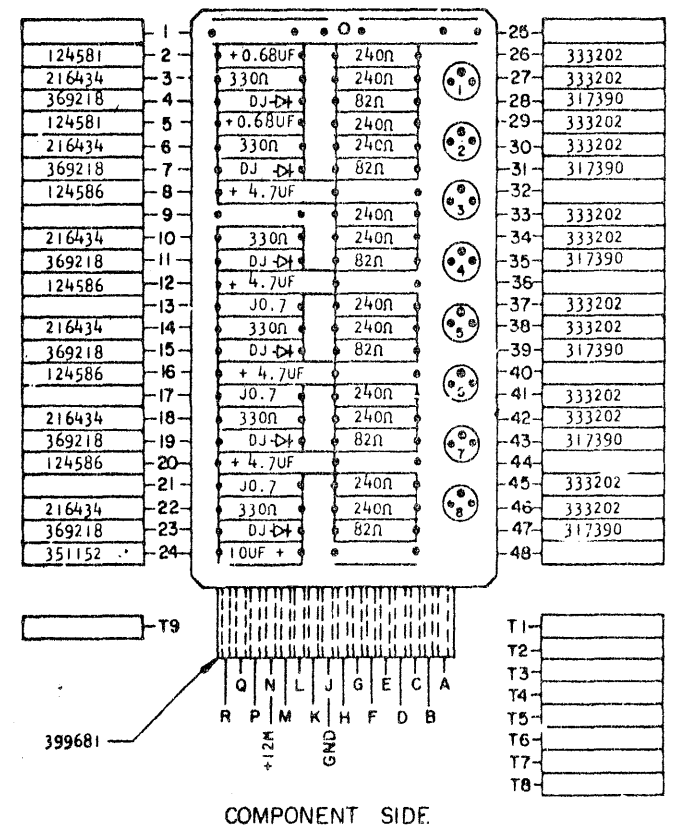 1 25
124581 2 +0.68UF 240Ω 26 333202
216434 3 330Ω 240Ω 27 333202
369218 4 DJ 82Ω 28 317390
124581 5 +0.68UF 240Ω 29 333202
216434 6 330Ω 240Ω 30 333202
369218 7 DJ 82Ω 31 317390
124586 8 + 4.7UF 32
9 240Ω 33 333202
216434 10 330Ω 240Ω 34 333202
369218 11 DJ 82Ω 35 317390
124586 12 + 4.7UF 36
13 J0.7 240Ω 37 333202
216434 14 330Ω 240Ω 38 333202
369218 15 DJ 82Ω 39 317390
124586 16 + 4.7UF 40
17 J0.7 240Ω 41 333202
216434 18 330Ω 240Ω 42 333202
369218 19 DJ 82Ω 43 317390
124586 20 + 4.7UF 44
21 J0.7 240Ω 45 333202
216434 22 330Ω 240Ω 46 333202
369218 23 DJ 82Ω 47 317390
351152 24 10UF + 48
1
2
3
4
5
6
7
8
T9
T1
T2
T3
T4
T5
T6
T7
T8
Q N L J G E C A
R P M K H F D B
+12M
GND
399681
COMPONENT SIDE